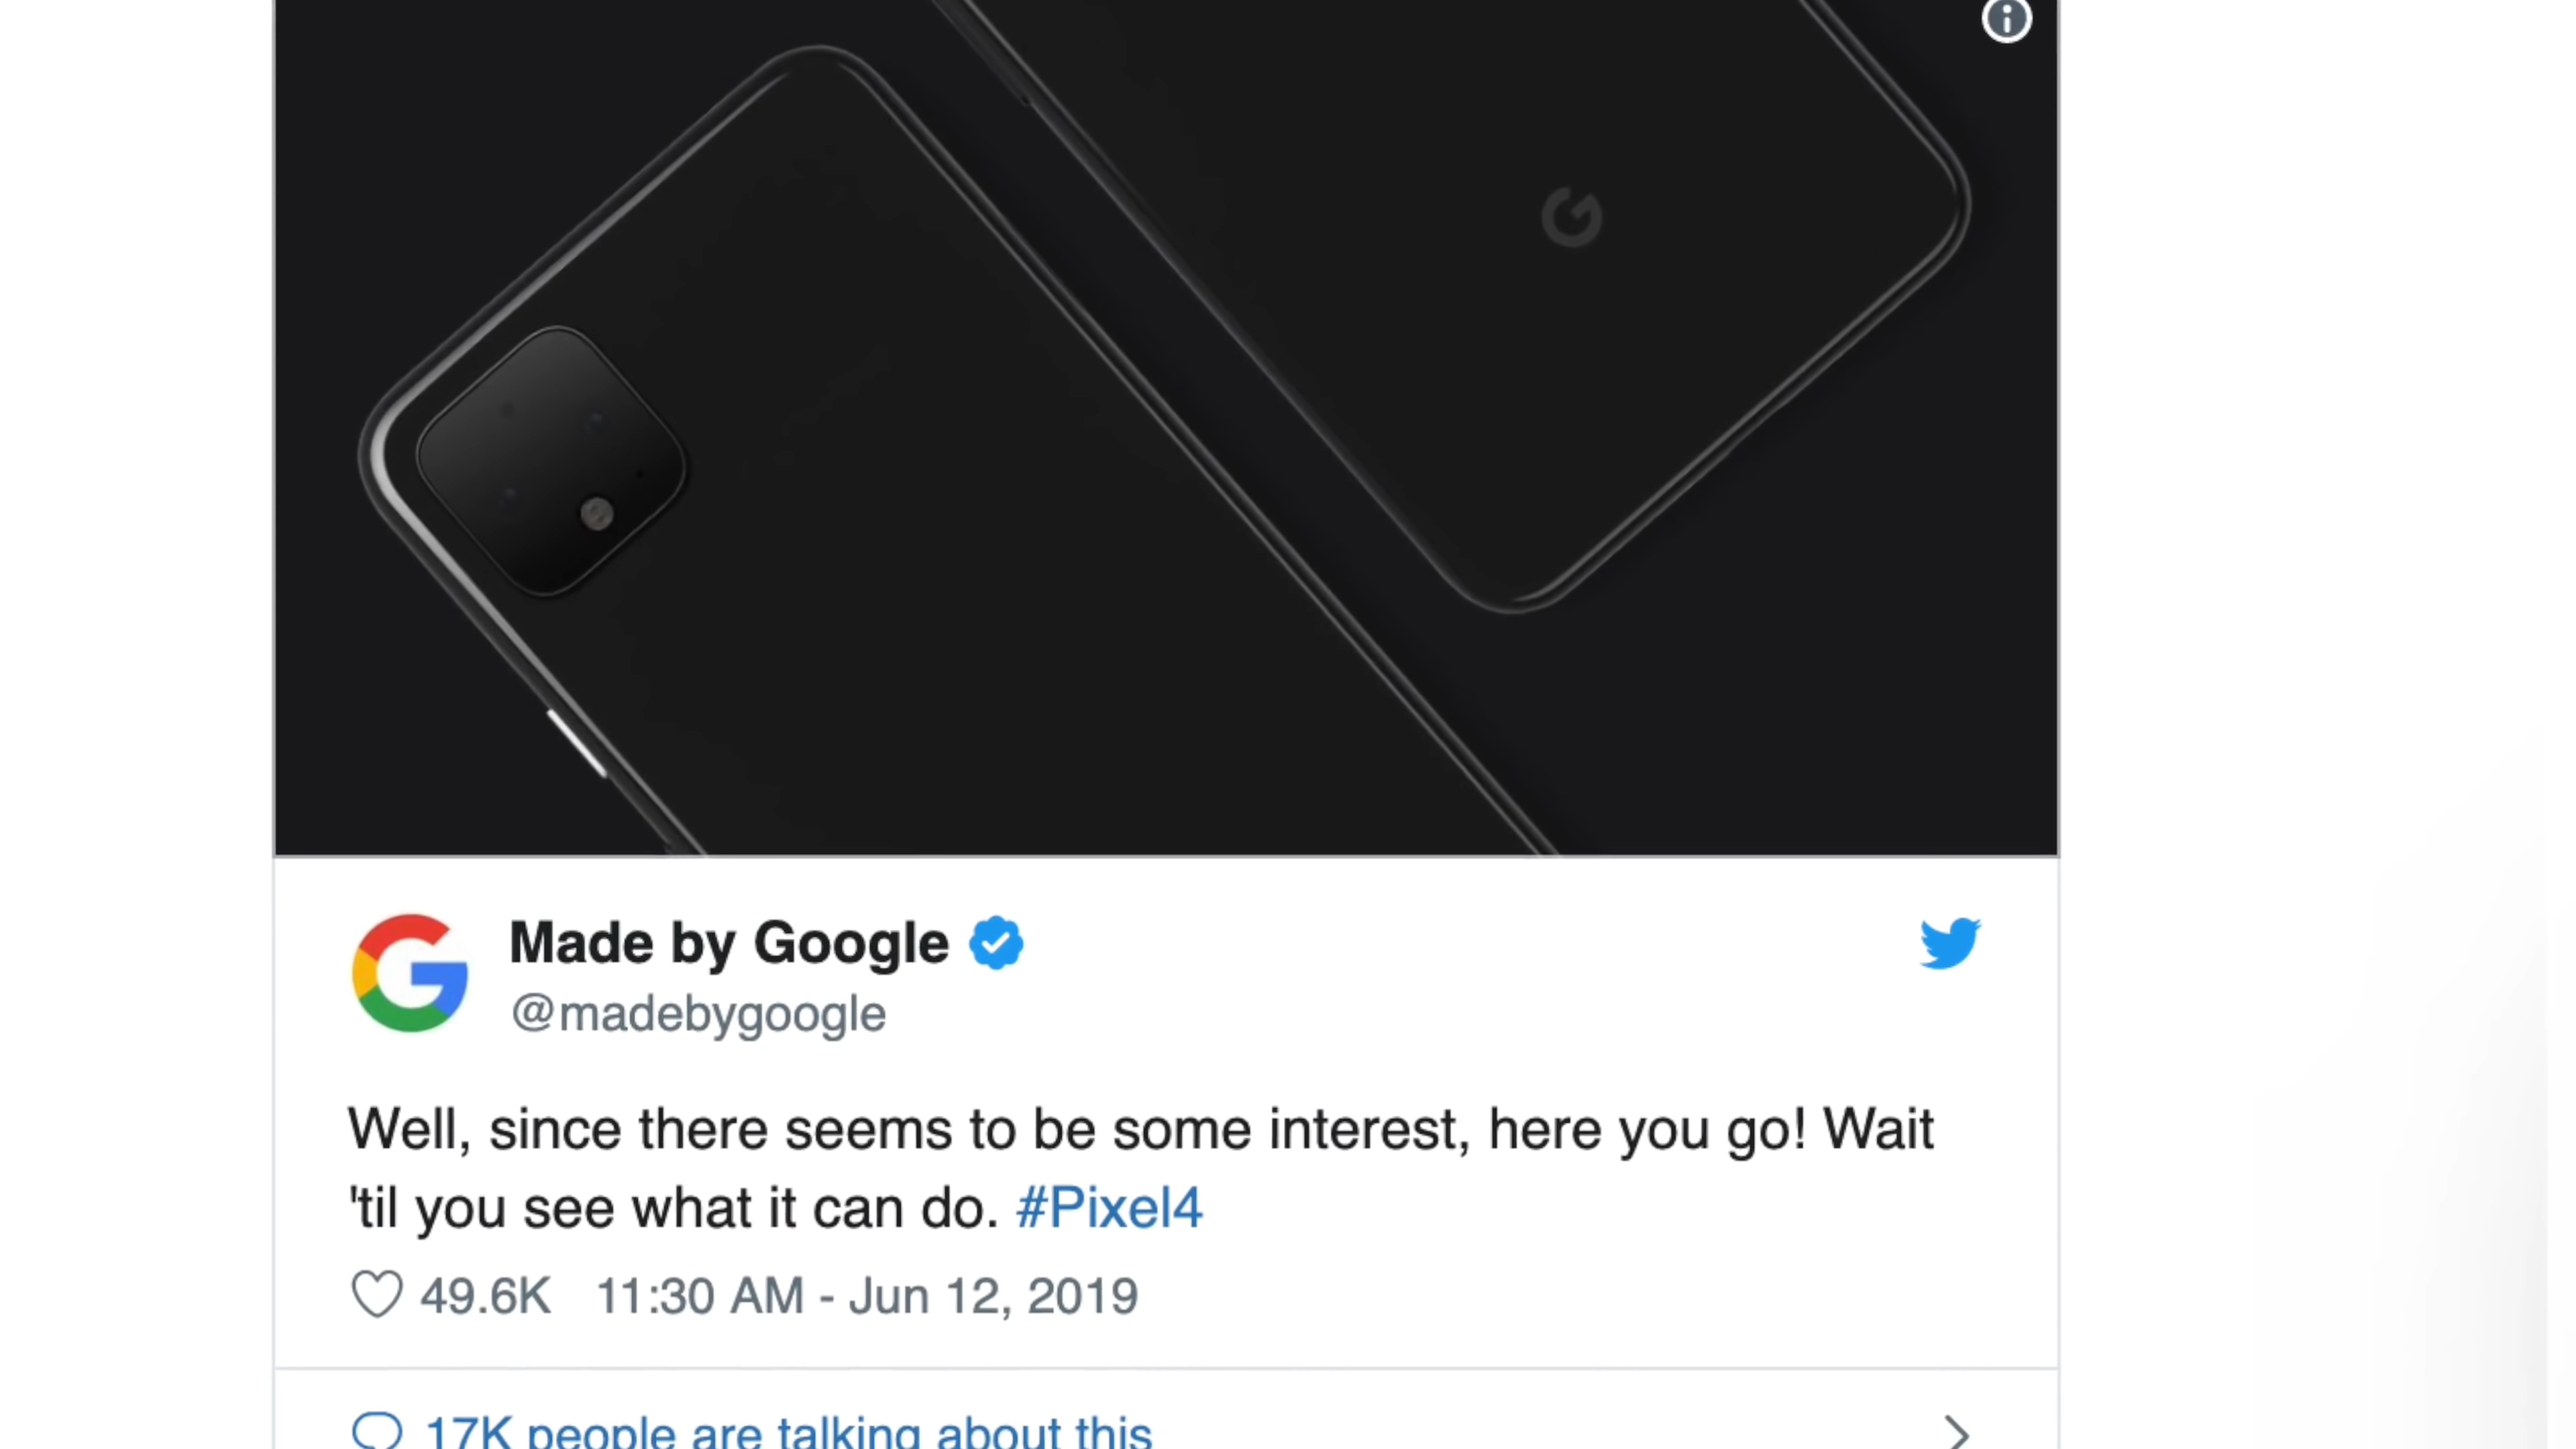 Made by Google
@madebygoogle
Well, since there seems to be some interest, here you go! Wait
'til you see what it can do. #Pixel4
49.6K 11:30 AM - Jun 12, 2019
17K people are talking about this